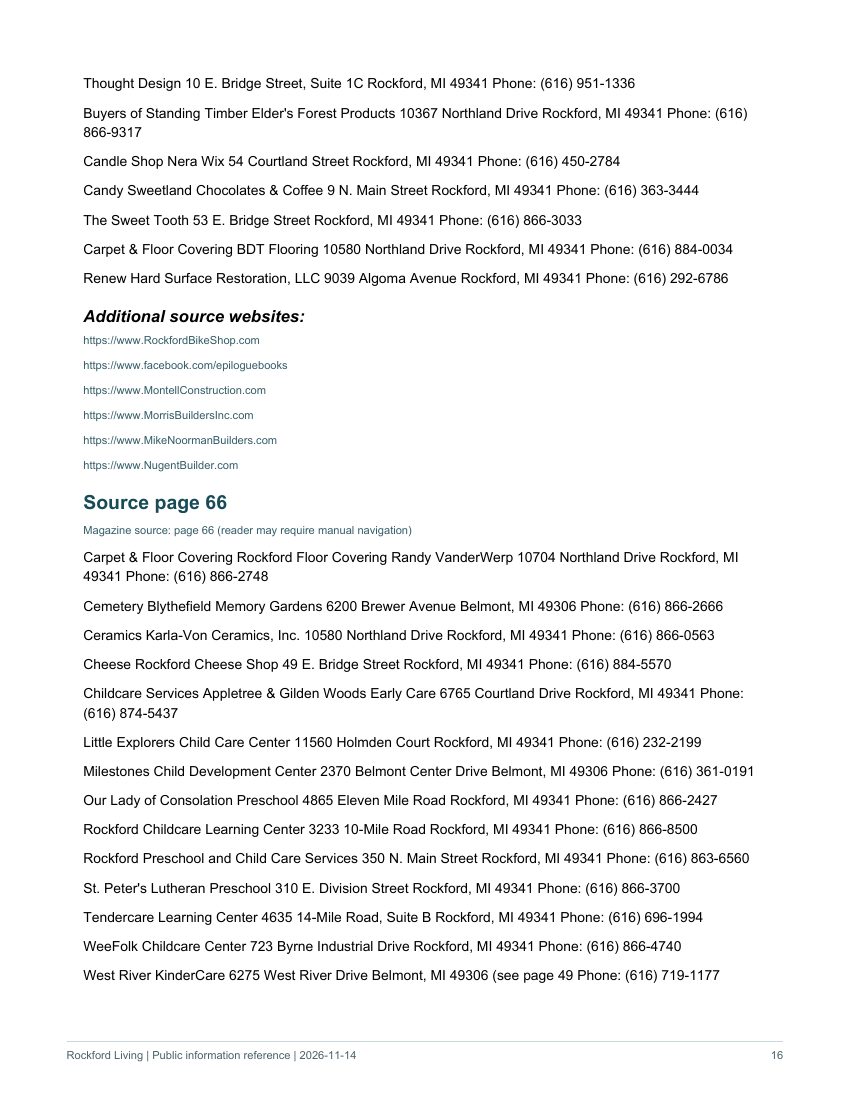 Thought Design 10 E. Bridge Street, Suite 1C Rockford, MI 49341 Phone: (616) 951-1336
Buyers of Standing Timber Elder's Forest Products 10367 Northland Drive Rockford, MI 49341 Phone: (616)
866-9317
Candle Shop Nera Wix 54 Courtland Street Rockford, MI 49341 Phone: (616) 450-2784
Candy Sweetland Chocolates & Coffee 9 N. Main Street Rockford, MI 49341 Phone: (616) 363-3444
The Sweet Tooth 53 E. Bridge Street Rockford, MI 49341 Phone: (616) 866-3033
Carpet & Floor Covering BDT Flooring 10580 Northland Drive Rockford, MI 49341 Phone: (616) 884-0034
Renew Hard Surface Restoration, LLC 9039 Algoma Avenue Rockford, MI 49341 Phone: (616) 292-6786
Additional source websites:
https://www.RockfordBikeShop.com
https://www.facebook.com/epiloguebooks
https://www.MontellConstruction.com
https://www.MorrisBuildersInc.com
https://www.MikeNoormanBuilders.com
https://www.NugentBuilder.com
Source page 66
Magazine source: page 66 (reader may require manual navigation)
Carpet & Floor Covering Rockford Floor Covering Randy VanderWerp 10704 Northland Drive Rockford, MI
49341 Phone: (616) 866-2748
Cemetery Blythefield Memory Gardens 6200 Brewer Avenue Belmont, MI 49306 Phone: (616) 866-2666
Ceramics Karla-Von Ceramics, Inc. 10580 Northland Drive Rockford, MI 49341 Phone: (616) 866-0563
Cheese Rockford Cheese Shop 49 E. Bridge Street Rockford, MI 49341 Phone: (616) 884-5570
Childcare Services Appletree & Gilden Woods Early Care 6765 Courtland Drive Rockford, MI 49341 Phone:
(616) 874-5437
Little Explorers Child Care Center 11560 Holmden Court Rockford, MI 49341 Phone: (616) 232-2199
Milestones Child Development Center 2370 Belmont Center Drive Belmont, MI 49306 Phone: (616) 361-0191
Our Lady of Consolation Preschool 4865 Eleven Mile Road Rockford, MI 49341 Phone: (616) 866-2427
Rockford Childcare Learning Center 3233 10-Mile Road Rockford, MI 49341 Phone: (616) 866-8500
Rockford Preschool and Child Care Services 350 N. Main Street Rockford, MI 49341 Phone: (616) 863-6560
St. Peter's Lutheran Preschool 310 E. Division Street Rockford, MI 49341 Phone: (616) 866-3700
Tendercare Learning Center 4635 14-Mile Road, Suite B Rockford, MI 49341 Phone: (616) 696-1994
WeeFolk Childcare Center 723 Byrne Industrial Drive Rockford, MI 49341 Phone: (616) 866-4740
West River KinderCare 6275 West River Drive Belmont, MI 49306 (see page 49 Phone: (616) 719-1177
Rockford Living | Public information reference | 2026-11-14
16